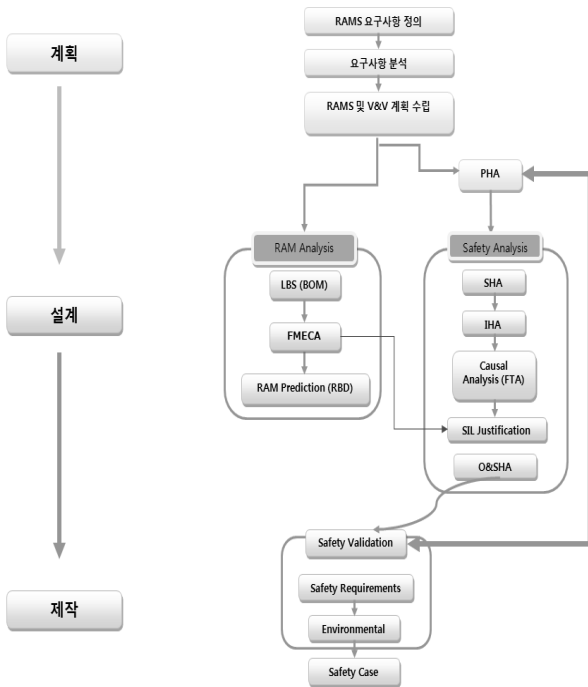 계획
설계
제작
RAMS 요구사항 정의
요구사항 분석
RAMS 및 V&V 계획 수립
PHA
RAM Analysis
LBS (BOM)
FMECA
RAM Prediction (RBD)
Safety Analysis
SHA
IHA
Causal
Analysis (FTA)
SIL Justification
O&SHA
Safety Validation
Safety Requirements
Environmental
Safety Case